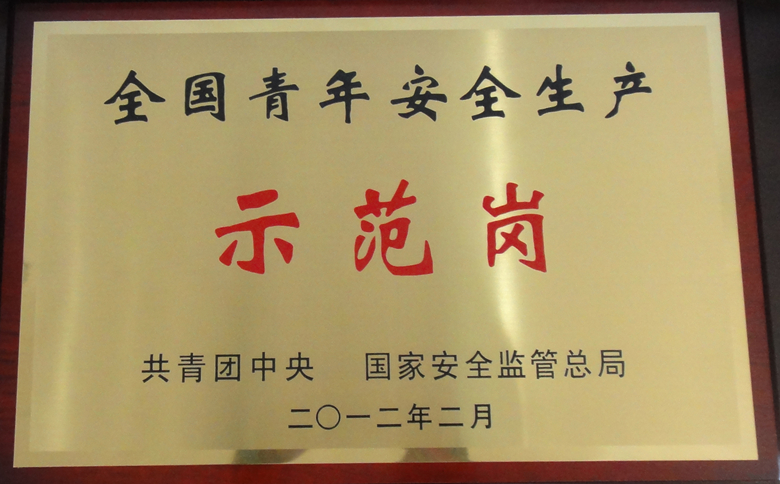 全国青年安全生产
示范岗
共青团中央 国家安全监管总局
二〇一二年二月